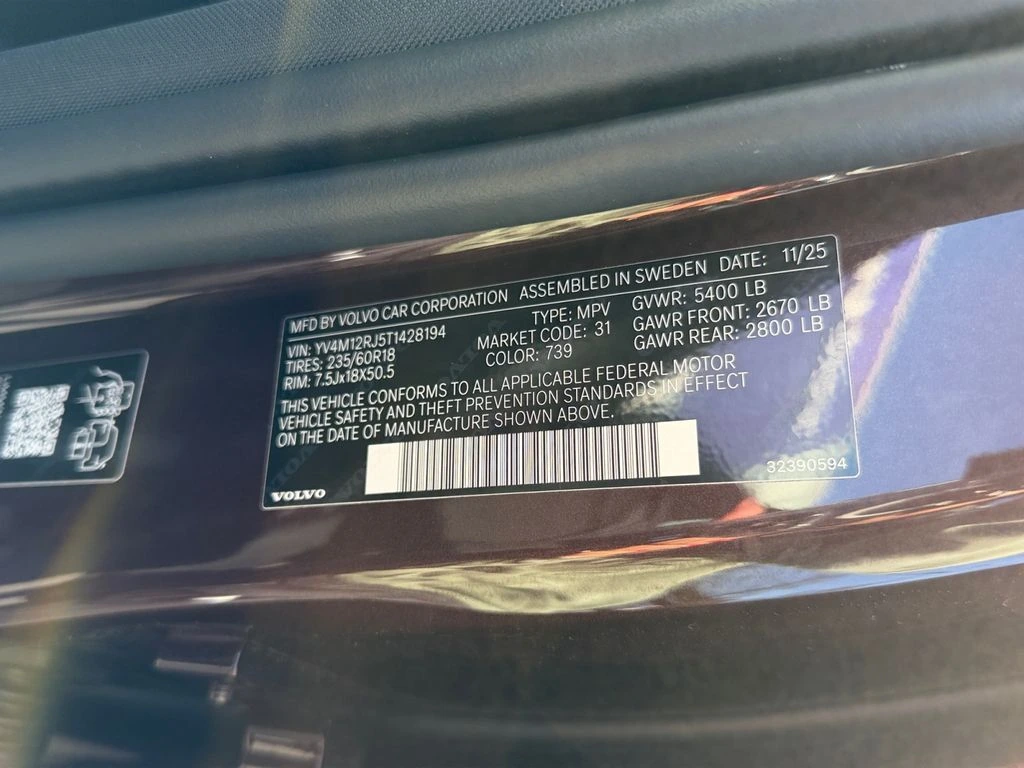 MFD BY VOLVO CAR CORPORATION ASSEMBLED IN SWEDEN DATE: 11/25
VIN: YV4M12RJ5T1428194 TYPE: MPV GVWR: 5400 LB
TIRES: 235/60R18 MARKET CODE: 31 GAWR FRONT: 2670 LB
RIM: 7.5Jx18X50.5 COLOR: 739 GAWR REAR: 2800 LB
THIS VEHICLE CONFORMS TO ALL APPLICABLE FEDERAL MOTOR
VEHICLE SAFETY AND THEFT PREVENTION STANDARDS IN EFFECT
ON THE DATE OF MANUFACTURE SHOWN ABOVE.
VOLVO 32390594